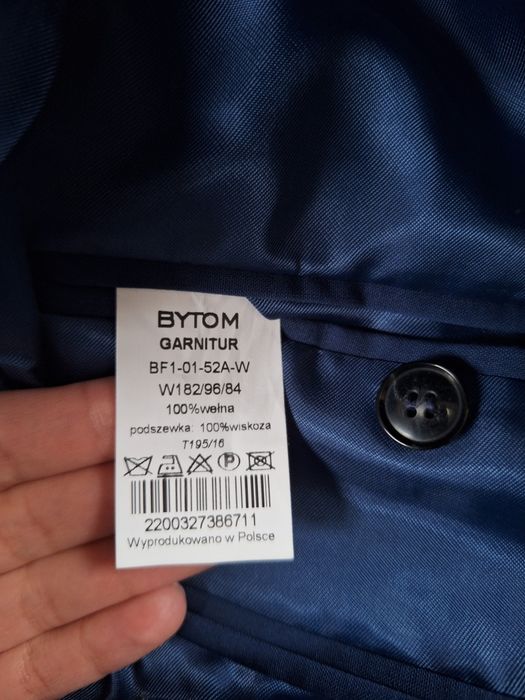 BYTOM
GARNITUR
BF1-01-52A-W
W182/96/84
100%wełna
podszewka: 100%wiskoza
T195/16
P
2200327386711
Wyprodukowano w Polsce